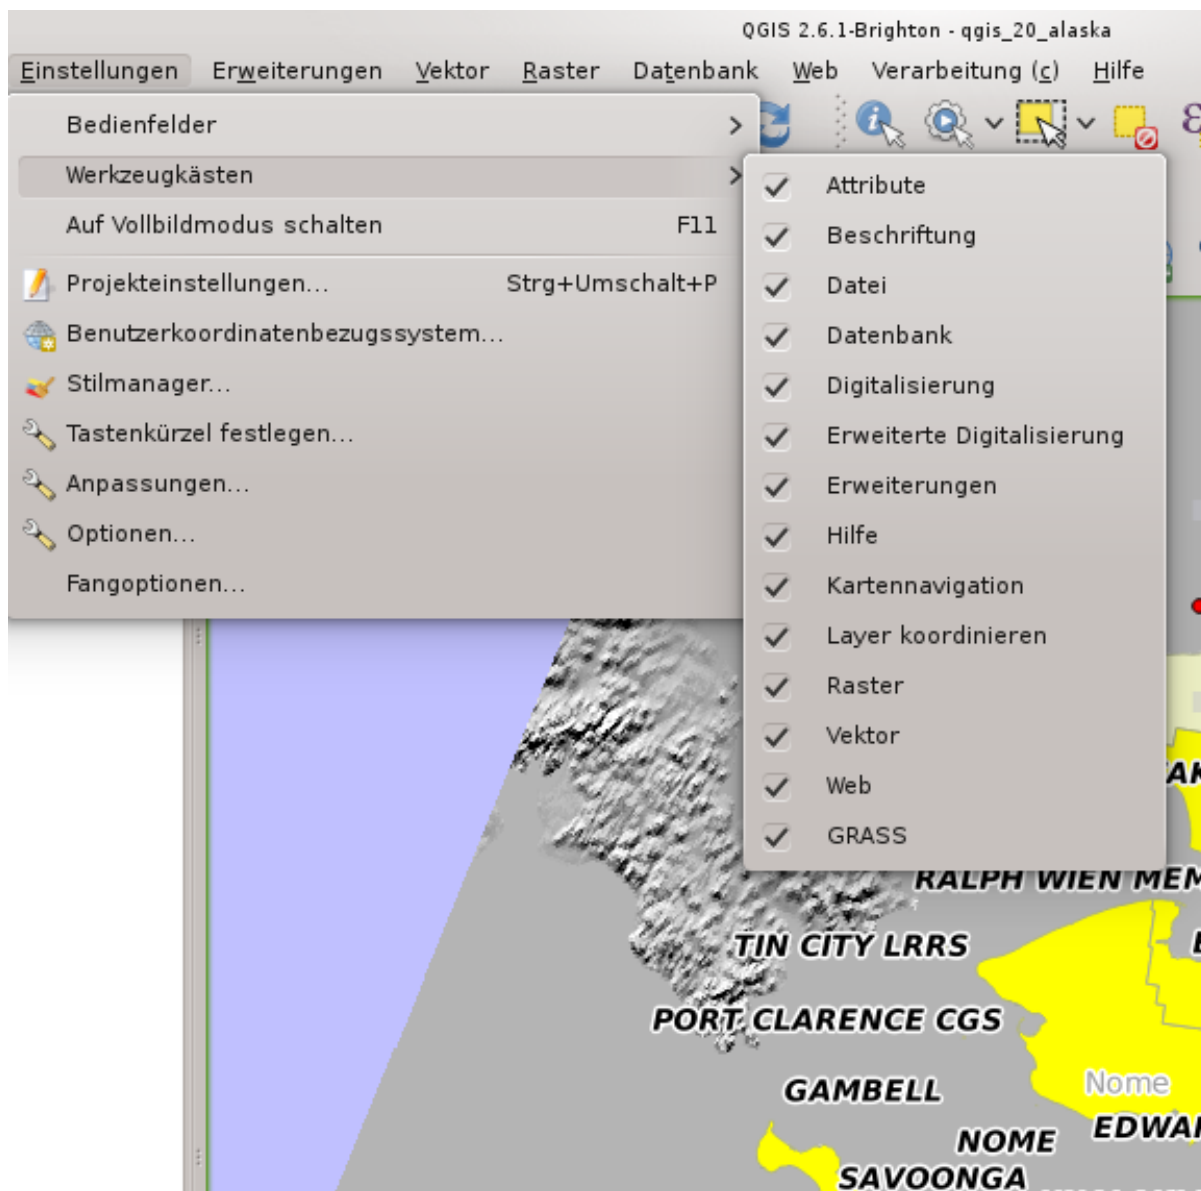 QGIS 2.6.1-Brighton - qgis_20_alaska
Einstellungen Erweiterungen Vektor Raster Datenbank Web Verarbeitung (c) Hilfe
Bedienfelder
Werkzeugkästen
Auf Vollbildmodus schalten F11
Projekteinstellungen... Strg+Umschalt+P
Benutzerkoordinatenbezugssystem...
Stilmanager...
Tastenkürzel festlegen...
Anpassungen...
Optionen...
Fangoptionen...
Attribute
Beschriftung
Datei
Datenbank
Digitalisierung
Erweiterte Digitalisierung
Erweiterungen
Hilfe
Kartennavigation
Layer koordinieren
Raster
Vektor
Web
GRASS
RALPH WIEN
TIN CITY LRRS
PORT CLARENCE CGS
Nome
GAMBELL
NOME
SAVOONGA